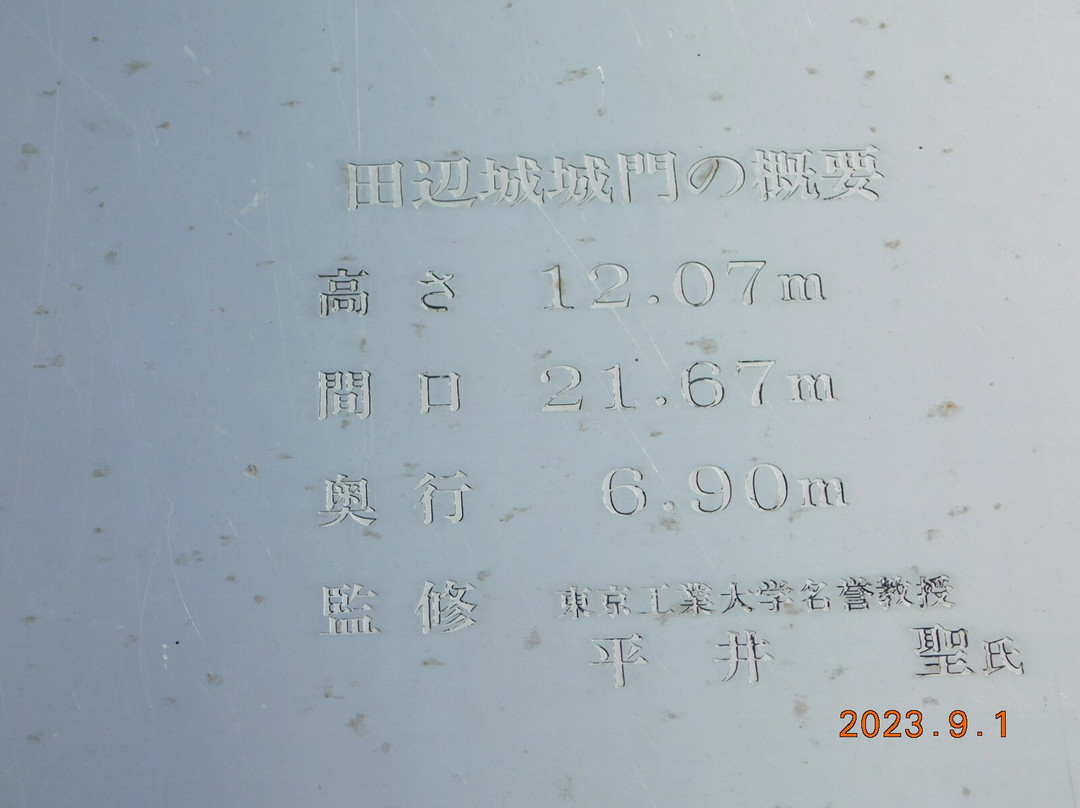 田辺城城門の概要
高さ 12.07m
間口 21.67m
奥行 6.90m
監修 東京工業大学名誉教授
平井 聖氏
2023.9.1